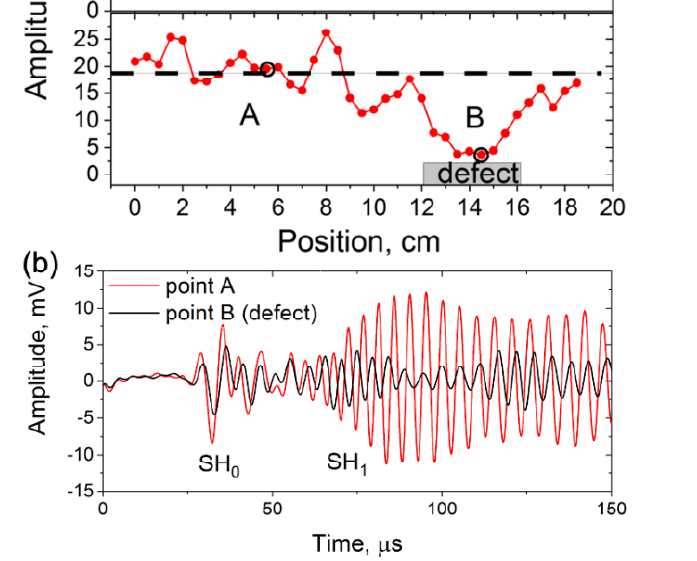 Amplitu
0
25
20
15
10
5
0
A
B
defect
0 2 4 6 8 10 12 14 16 18 20
Position, cm
(b)
15
10
5
0
-5
-10
-15
Amplitude, mV
point A
point B (defect)
SH0
SH1
0 50 100 150
Time, μs